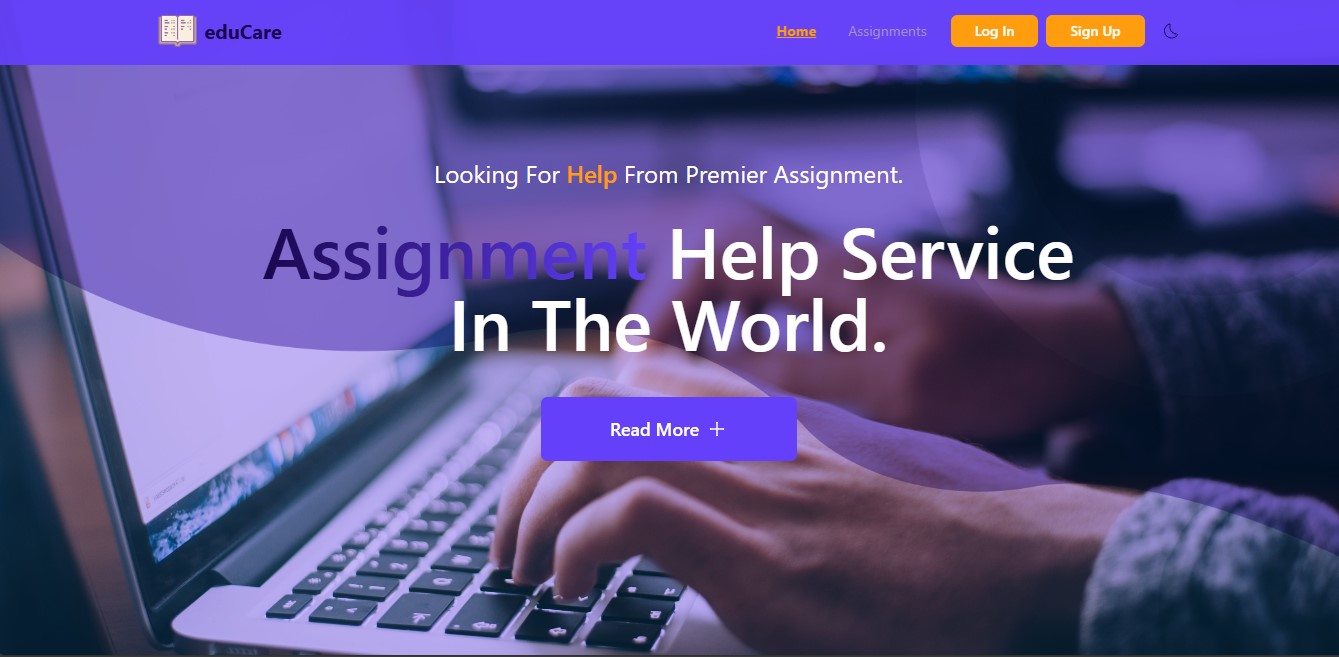 eduCare
Home
Assignments
Log In
Sign Up
Looking For Help From Premier Assignment.
Assignment Help Service
In The World.
Read More +